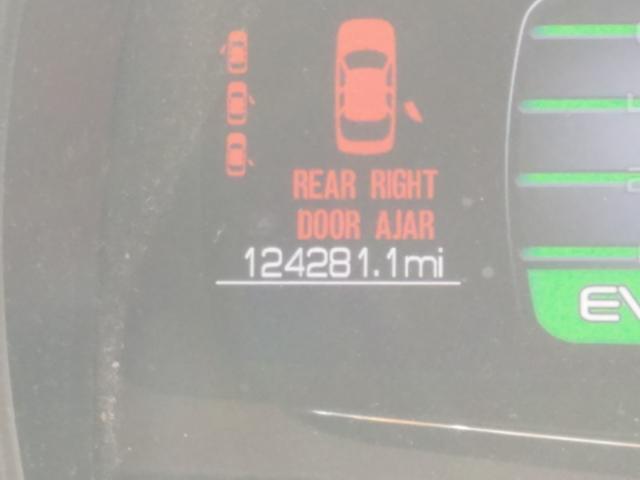 REAR RIGHT
DOOR AJAR
124281.1mi
EV